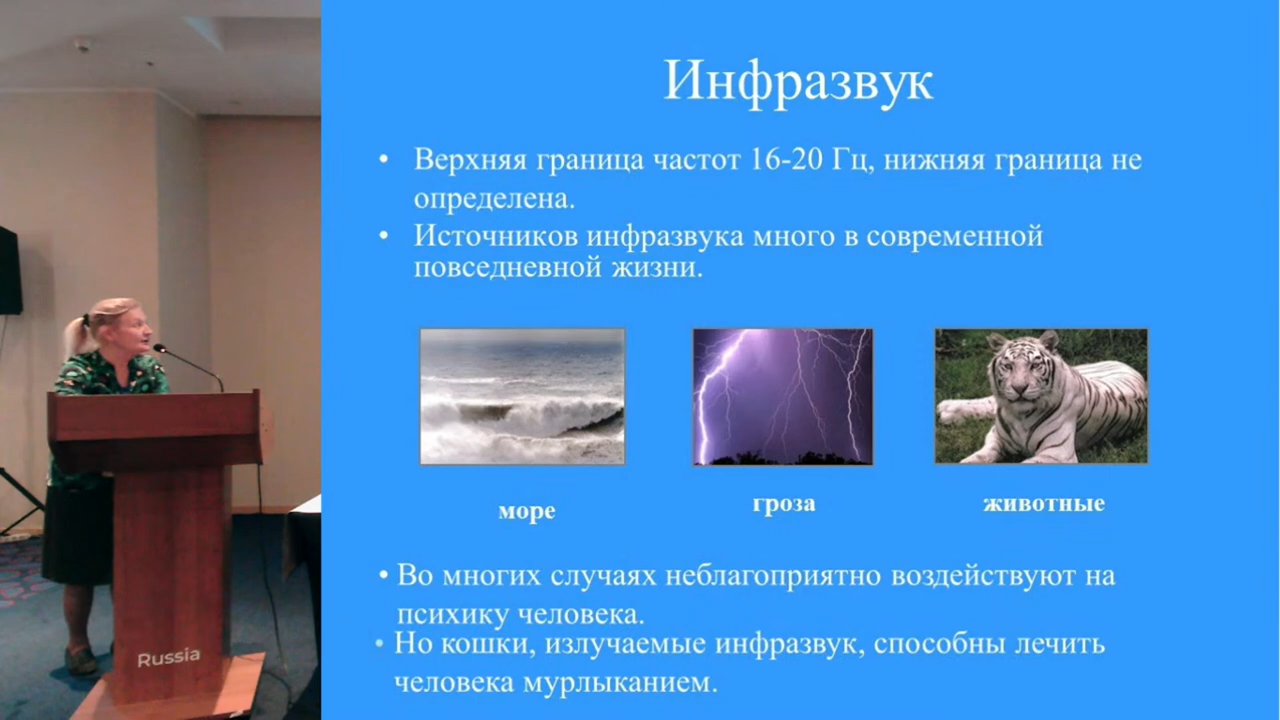 Инфразвук
• Верхняя граница частот 16-20 Гц, нижняя граница не
определена.
• Источников инфразвука много в современной
повседневной жизни.
море
гроза
животные
• Во многих случаях неблагоприятно воздействуют на
психику человека.
• Но кошки, излучаемые инфразвук, способны лечить
человека мурлыканием.
Russia